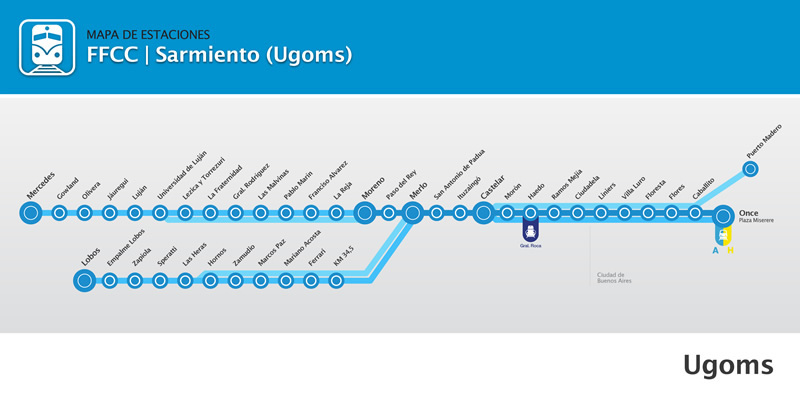 MAPA DE ESTACIONES
FFCC | Sarmiento (Ugoms)
Mercedes
Gowland
Olivera
Jáuregui
Luján
Universidad de Luján
Lezica y Torrezuri
La Fraternidad
Gral. Rodriguez
Las Malvinas
Pablo Marin
Franciso Alvarez
La Reja
Moreno
Paso del Rey
Merlo
San Antonio de Padua
Ituzaingó
Castelar
Morón
Haedo
Ramos Mejia
Ciudadela
Liniers
Villa Luro
Floresta
Flores
Caballito
Puerto Madero
Once
Plaza Miserere
A H
Gral. Roca
Lobos
Empalme Lobos
Zapiola
Speratti
Las Heras
Hornos
Zamudio
Marcos Paz
Mariano Acosta
Ferrari
KM 34,5
Ciudad de
Buenos Aires
Ugoms